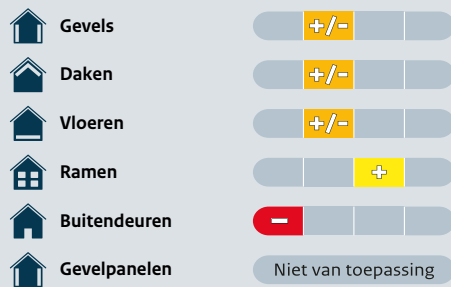 Gevels +/-
Daken +/-
Vloeren +/-
Ramen +
Buitendeuren -
Gevelpanelen Niet van toepassing